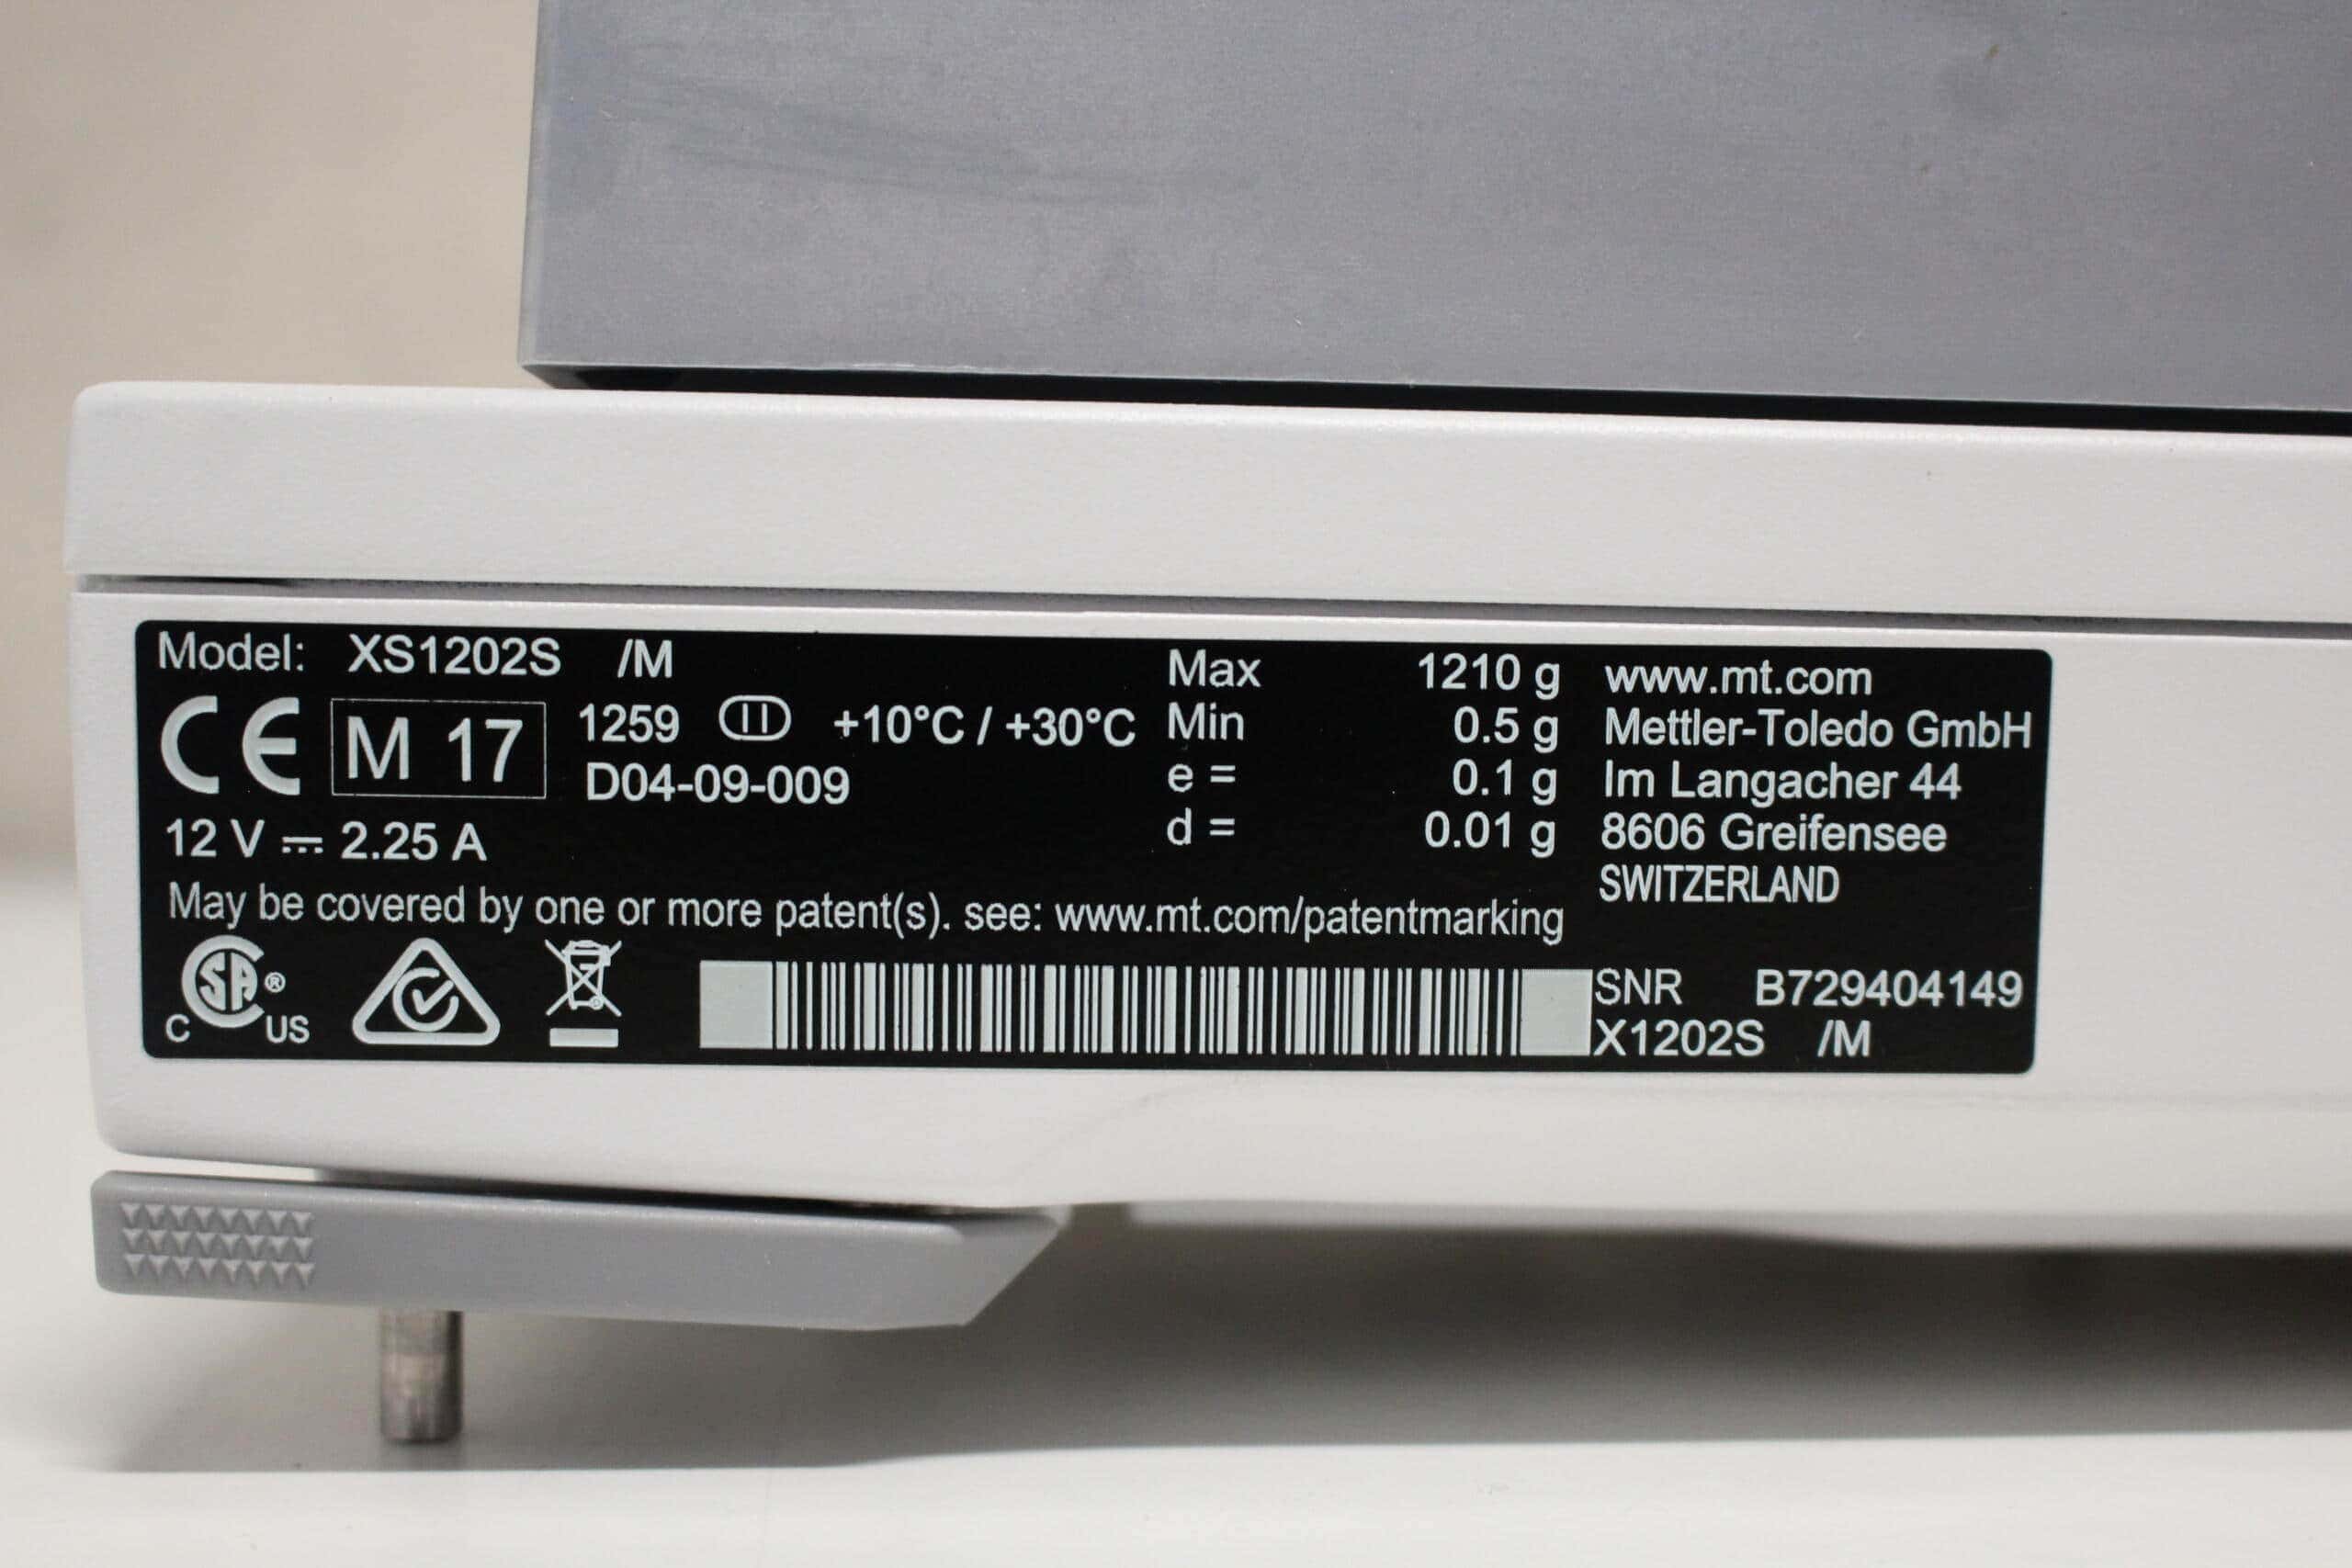 Model: XS1202S /M
CE M 17 1259 II +10°C / +30°C
D04-09-009
12 V 2.25 A
Max 1210 g
Min 0.5 g
e = 0.1 g
d = 0.01 g
www.mt.com
Mettler-Toledo GmbH
Im Langacher 44
8606 Greifensee
SWITZERLAND
May be covered by one or more patent(s). see: www.mt.com/patentmarking
C SA ® US
SNR B729404149
X1202S /M